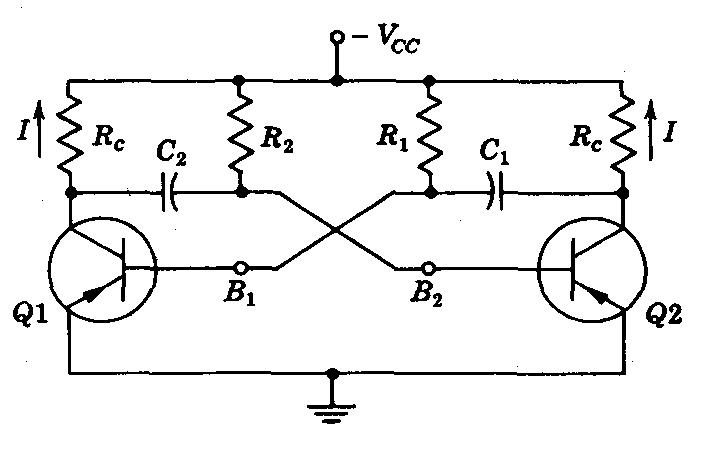 − V_CC
I R_c C_2 R_2 R_1 C_1 R_c I
Q1 B_1 B_2 Q2